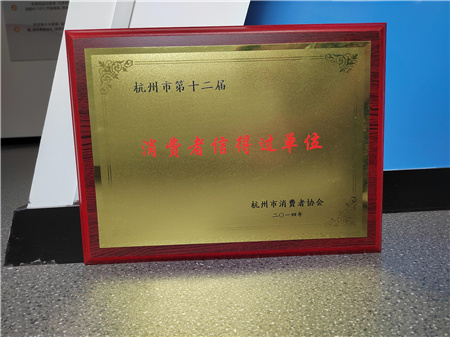 杭州市第十二届
消费者信得过单位
杭州市消费者协会
二〇一四年